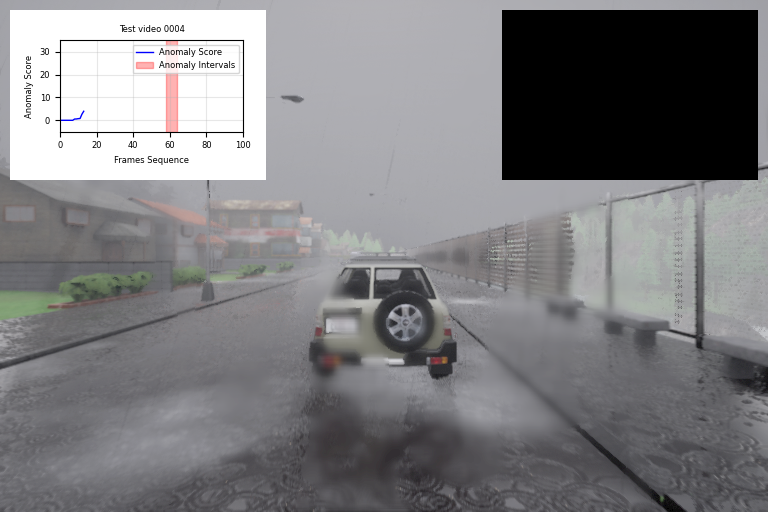 Test video 0004
Anomaly Score
Anomaly Intervals
30
20
10
0
0 20 40 60 80 100
Anomaly Score
Frames Sequence